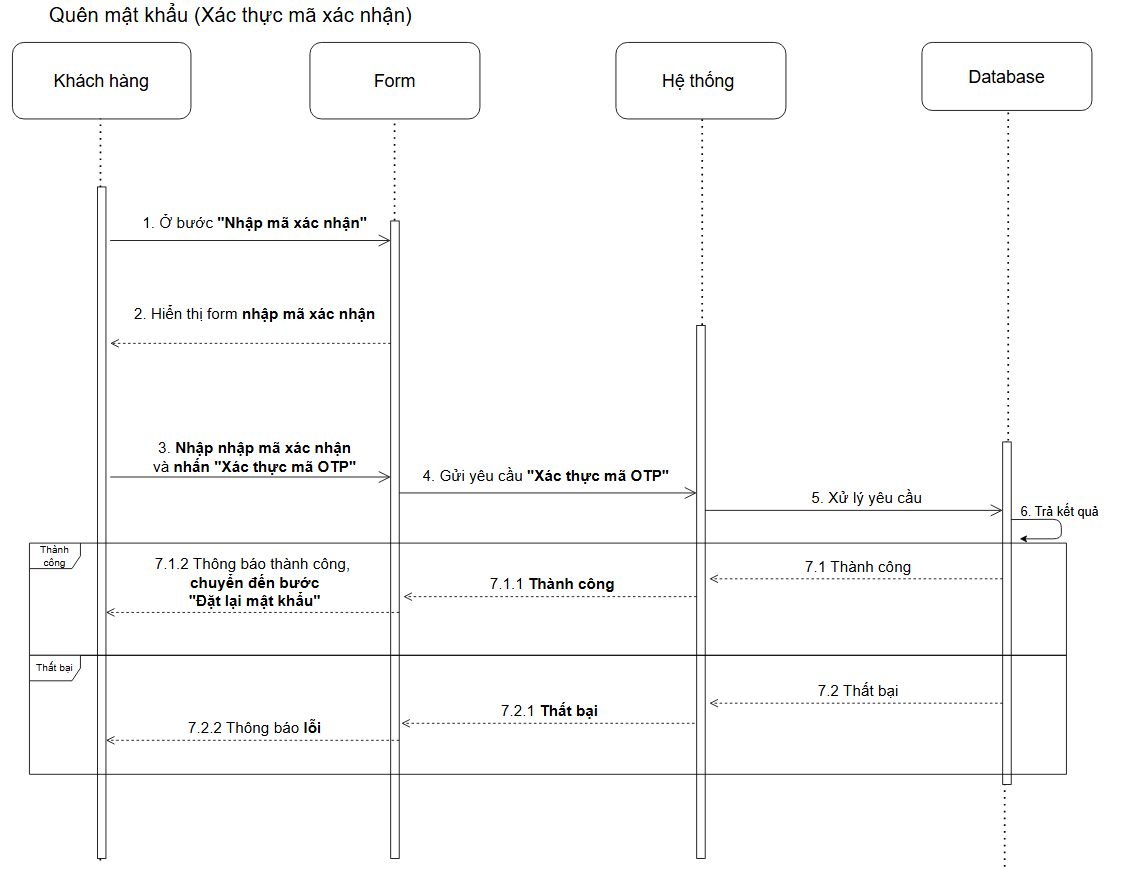 Quên mật khẩu (Xác thực mã xác nhận)
Khách hàng
Form
Hệ thống
Database
1. Ở bước "Nhập mã xác nhận"
2. Hiển thị form nhập mã xác nhận
3. Nhập nhập mã xác nhận
và nhấn "Xác thực mã OTP"
4. Gửi yêu cầu "Xác thực mã OTP"
5. Xử lý yêu cầu
6. Trả kết quả
Thành
công
7.1 Thành công
7.1.1 Thành công
7.1.2 Thông báo thành công,
chuyển đến bước
"Đặt lại mật khẩu"
Thất bại
7.2 Thất bại
7.2.1 Thất bại
7.2.2 Thông báo lỗi